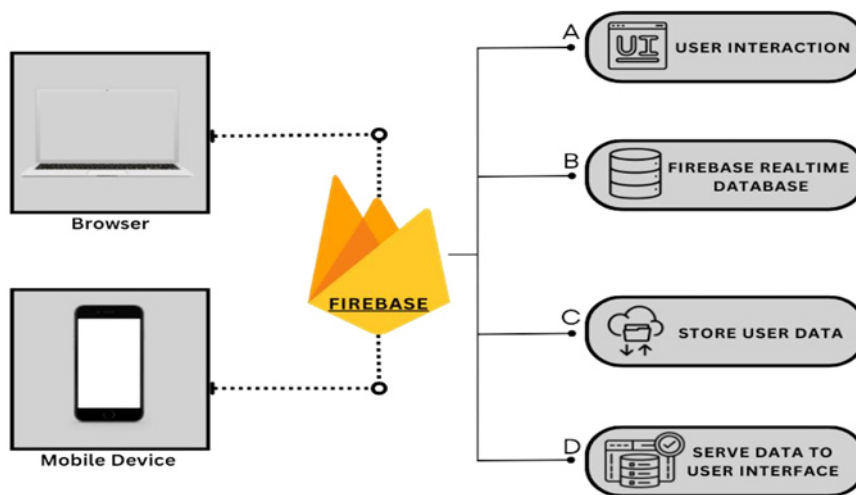 Browser
Mobile Device
FIREBASE
A
UI
USER INTERACTION
B
FIREBASE REALTIME
DATABASE
C
STORE USER DATA
D
SERVE DATA TO
USER INTERFACE